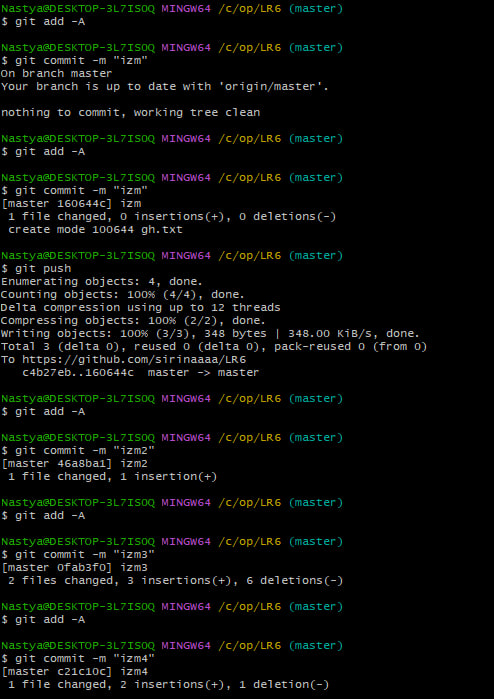 Nastya@DESKTOP-3L7ISOQ MINGW64 /c/op/LR6 (master)
$ git add -A
Nastya@DESKTOP-3L7ISOQ MINGW64 /c/op/LR6 (master)
$ git commit -m "izm"
On branch master
Your branch is up to date with 'origin/master'.
nothing to commit, working tree clean
Nastya@DESKTOP-3L7ISOQ MINGW64 /c/op/LR6 (master)
$ git add -A
Nastya@DESKTOP-3L7ISOQ MINGW64 /c/op/LR6 (master)
$ git commit -m "izm"
[master 160644c] izm
 1 file changed, 0 insertions(+), 0 deletions(-)
 create mode 100644 gh.txt
Nastya@DESKTOP-3L7ISOQ MINGW64 /c/op/LR6 (master)
$ git push
Enumerating objects: 4, done.
Counting objects: 100% (4/4), done.
Delta compression using up to 12 threads
Compressing objects: 100% (2/2), done.
Writing objects: 100% (3/3), 348 bytes | 348.00 KiB/s, done.
Total 3 (delta 0), reused 0 (delta 0), pack-reused 0 (from 0)
To https://github.com/sirinaaaa/LR6
   c4b27eb..160644c  master -> master
Nastya@DESKTOP-3L7ISOQ MINGW64 /c/op/LR6 (master)
$ git add -A
Nastya@DESKTOP-3L7ISOQ MINGW64 /c/op/LR6 (master)
$ git commit -m "izm2"
[master 46a8ba1] izm2
 1 file changed, 1 insertion(+)
Nastya@DESKTOP-3L7ISOQ MINGW64 /c/op/LR6 (master)
$ git add -A
Nastya@DESKTOP-3L7ISOQ MINGW64 /c/op/LR6 (master)
$ git commit -m "izm3"
[master 0fab3f0] izm3
 2 files changed, 3 insertions(+), 6 deletions(-)
Nastya@DESKTOP-3L7ISOQ MINGW64 /c/op/LR6 (master)
$ git add -A
Nastya@DESKTOP-3L7ISOQ MINGW64 /c/op/LR6 (master)
$ git commit -m "izm4"
[master c21c10c] izm4
 1 file changed, 2 insertions(+), 1 deletion(-)